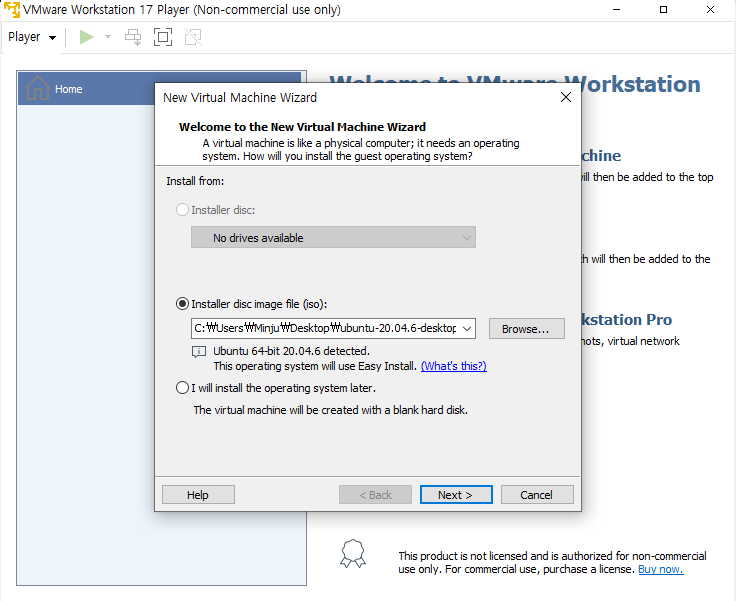 VMware Workstation 17 Player (Non-commercial use only)
Player
Home
Welcome to VMware Workstation
New Virtual Machine Wizard
Welcome to the New Virtual Machine Wizard
A virtual machine is like a physical computer; it needs an operating
system. How will you install the guest operating system?
Install from:
Installer disc:
No drives available
Installer disc image file (iso):
C:₩Users₩Minju₩Desktop₩ubuntu-20.04.6-desktop
Browse...
Ubuntu 64-bit 20.04.6 detected.
This operating system will use Easy Install. (What's this?)
I will install the operating system later.
The virtual machine will be created with a blank hard disk.
Help
< Back
Next >
Cancel
chine
will then be added to the top
will then be added to the
kstation Pro
hots, virtual network
This product is not licensed and is authorized for non-commercial
use only. For commercial use, purchase a license. Buy now.